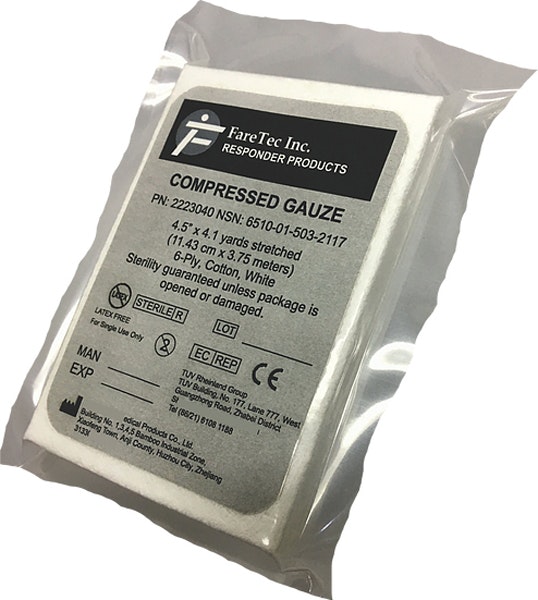 FareTec Inc.
RESPONDER PRODUCTS
COMPRESSED GAUZE
PN: 2223040 NSN: 6510-01-503-2117
4.5" x 4.1 yards stretched
(11.43 cm x 3.75 meters)
6-Ply, Cotton, White
Sterility guaranteed unless package is
opened or damaged.
LATEX
LATEX FREE
For Single Use Only
STERILE R
LOT
2
EC REP
CE
MAN
EXP
TUV Rheinland Group
TUV Building, No. 177, Lane 777, West
Guangzhong Road, Zhabei District
Tel (86/21) 6108 1188
edical Products Co., Ltd.
Building No. 1,3,4,5 Bamboo Industrial Zone,
Xiaofeng Town, Anji County, Huzhou City, Zhejiang